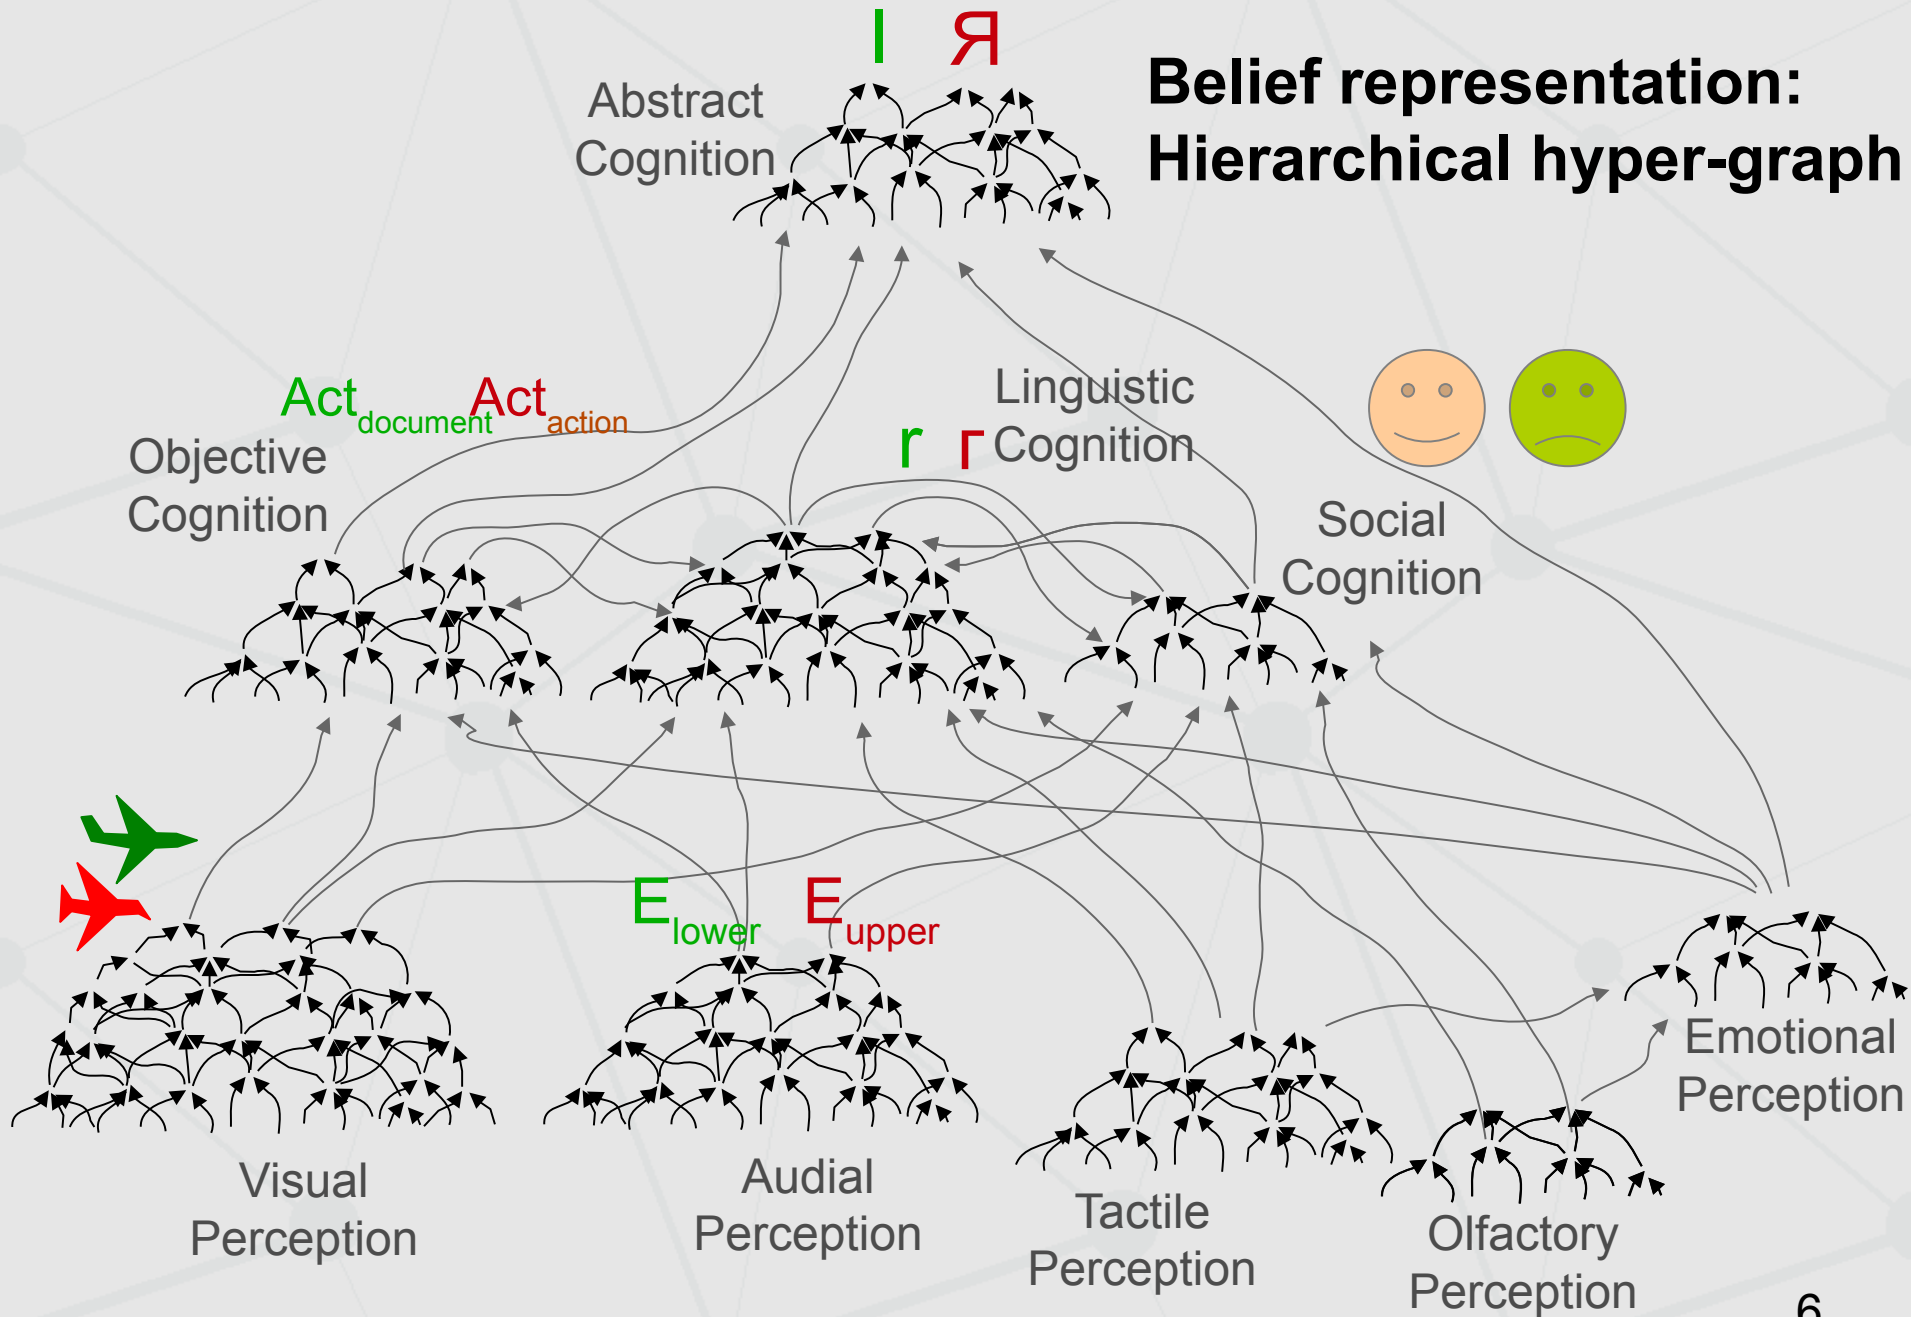 I Я
Belief representation:
Hierarchical hyper-graph
Abstract
Cognition
Act document Act action
Objective
Cognition
Linguistic
Cognition
r г
Social
Cognition
E lower E upper
Emotional
Perception
Visual
Perception
Audial
Perception
Tactile
Perception
Olfactory
Perception
6